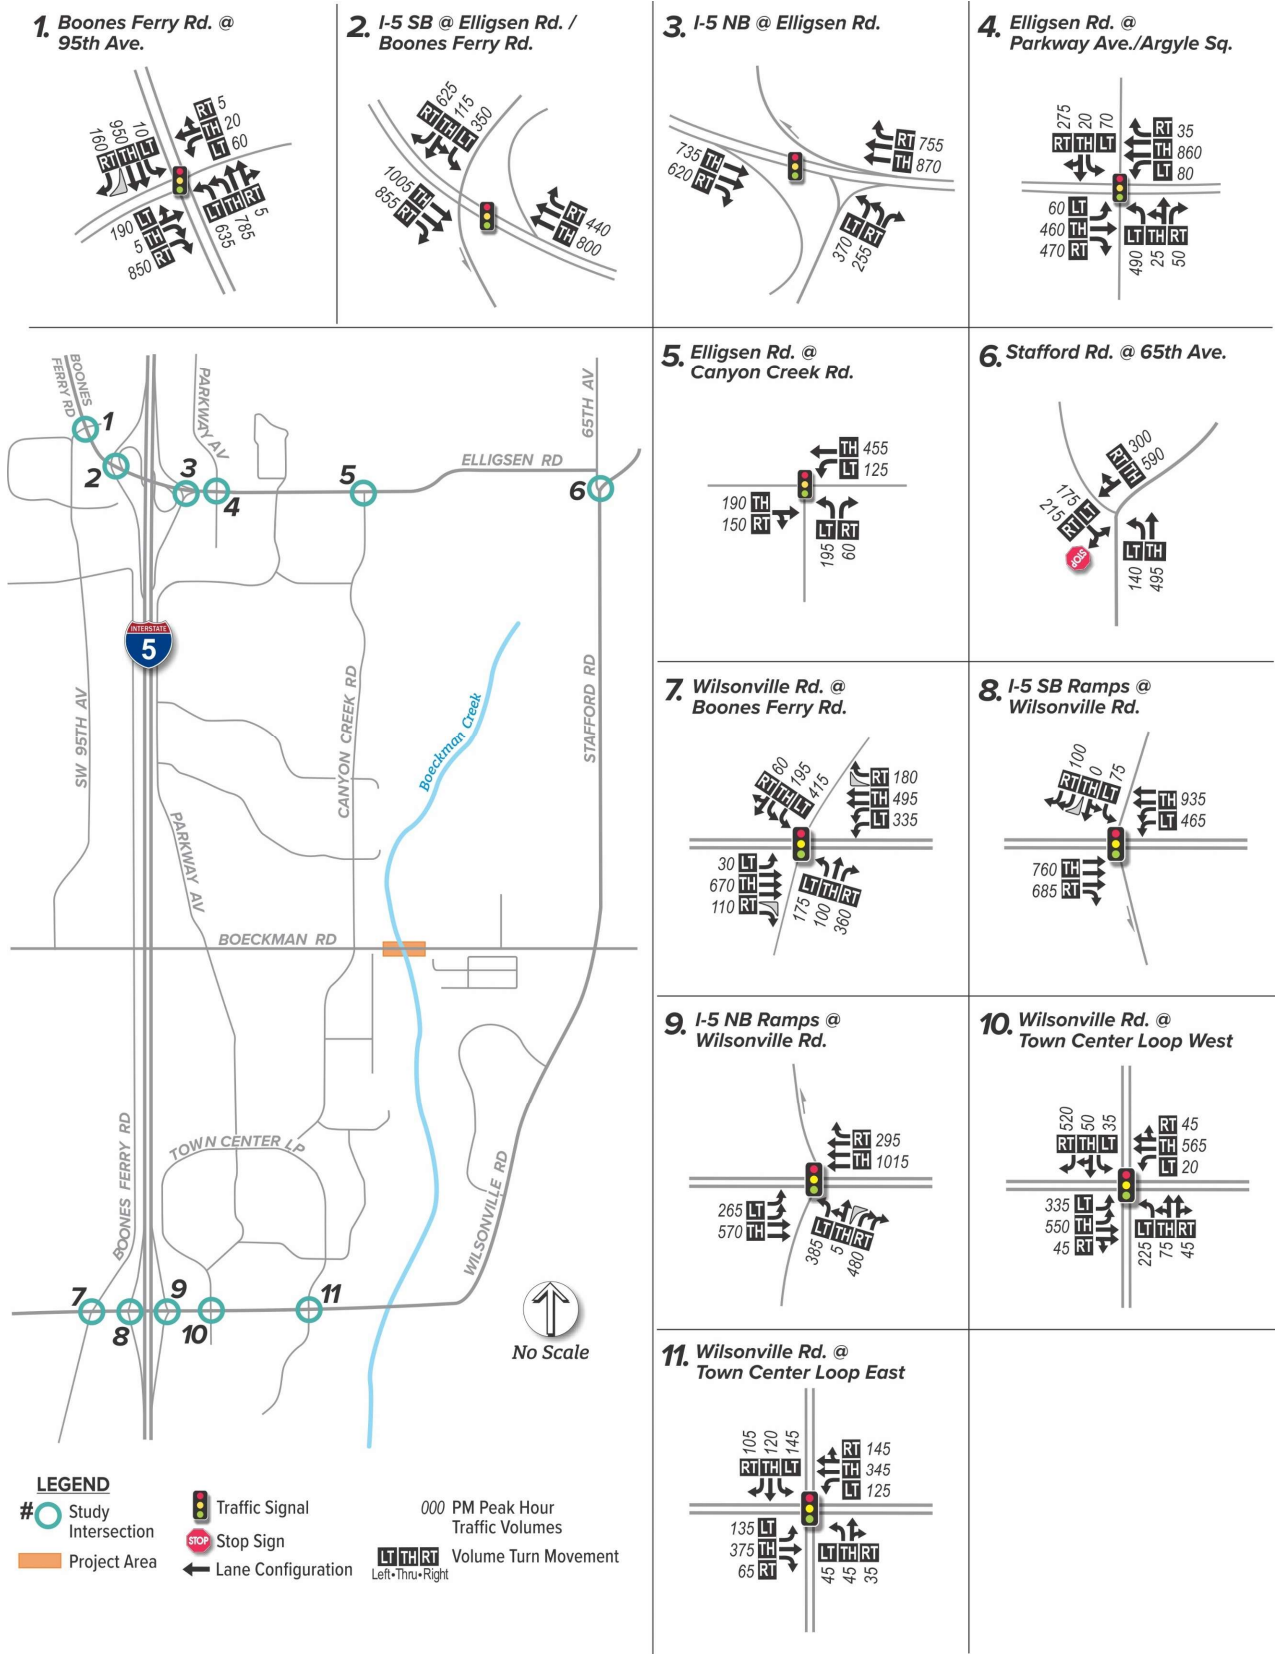 1. Boones Ferry Rd. @
95th Ave.
160 950 10
RT TH LT
RT 5
TH 20
LT 60
190 LT
5 TH
850 RT
LT TH RT
635 785 5
2. I-5 SB @ Elligsen Rd. /
Boones Ferry Rd.
625 115 350
RT TH LT
1005 TH
855 RT
RT 440
TH 800
3. I-5 NB @ Elligsen Rd.
735 TH
620 RT
RT 755
TH 870
LT RT
370 255
4. Elligsen Rd. @
Parkway Ave./Argyle Sq.
275 20 70
RT TH LT
RT 35
TH 860
LT 80
60 LT
460 TH
470 RT
LT TH RT
490 25 50
5. Elligsen Rd. @
Canyon Creek Rd.
TH 455
LT 125
190 TH
150 RT
LT RT
195 60
6. Stafford Rd. @ 65th Ave.
RT 300
TH 590
175 LT
215 RT
STOP
LT TH
140 495
7. Wilsonville Rd. @
Boones Ferry Rd.
60 195 415
RT TH LT
RT 180
TH 495
LT 335
30 LT
670 TH
110 RT
LT TH RT
175 100 360
8. I-5 SB Ramps @
Wilsonville Rd.
100 0 75
RT TH LT
TH 935
LT 465
760 TH
685 RT
9. I-5 NB Ramps @
Wilsonville Rd.
RT 295
TH 1015
265 LT
570 TH
LT TH RT
385 5 480
10. Wilsonville Rd. @
Town Center Loop West
520 50 35
RT TH LT
RT 45
TH 565
LT 20
335 LT
550 TH
45 RT
LT TH RT
225 75 45
11. Wilsonville Rd. @
Town Center Loop East
105 120 145
RT TH LT
RT 145
TH 345
LT 125
135 LT
375 TH
65 RT
LT TH RT
45 45 35
BOONES
FERRY RD
PARKWAY AV
65TH AV
ELLIGSEN RD
1
2
3
4
5
6
INTERSTATE
5
SW 95TH AV
CANYON CREEK RD
Boeckman Creek
STAFFORD RD
PARKWAY AV
BOECKMAN RD
BOONES FERRY RD
TOWN CENTER LP
WILSONVILLE RD
7
8
9
10
11
No Scale
LEGEND
# Study
Intersection
Project Area
Traffic Signal
STOP Stop Sign
Lane Configuration
000 PM Peak Hour
Traffic Volumes
LT TH RT Volume Turn Movement
Left•Thru•Right